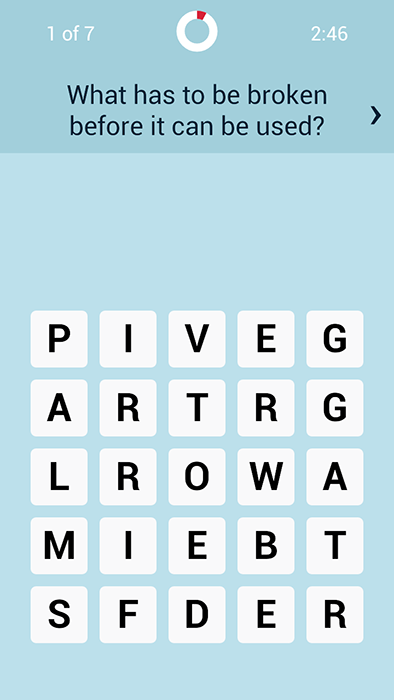 1 of 7 2:46
What has to be broken
before it can be used? ›
P I V E G
A R T R G
L R O W A
M I E B T
S F D E R